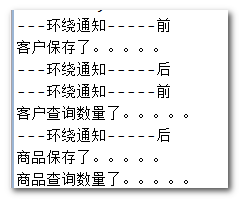 ---环绕通知-----前
客户保存了。。。。。
---环绕通知-----后
---环绕通知-----前
客户查询数量了。。。。。
---环绕通知-----后
商品保存了。。。。。
商品查询数量了。。。。。